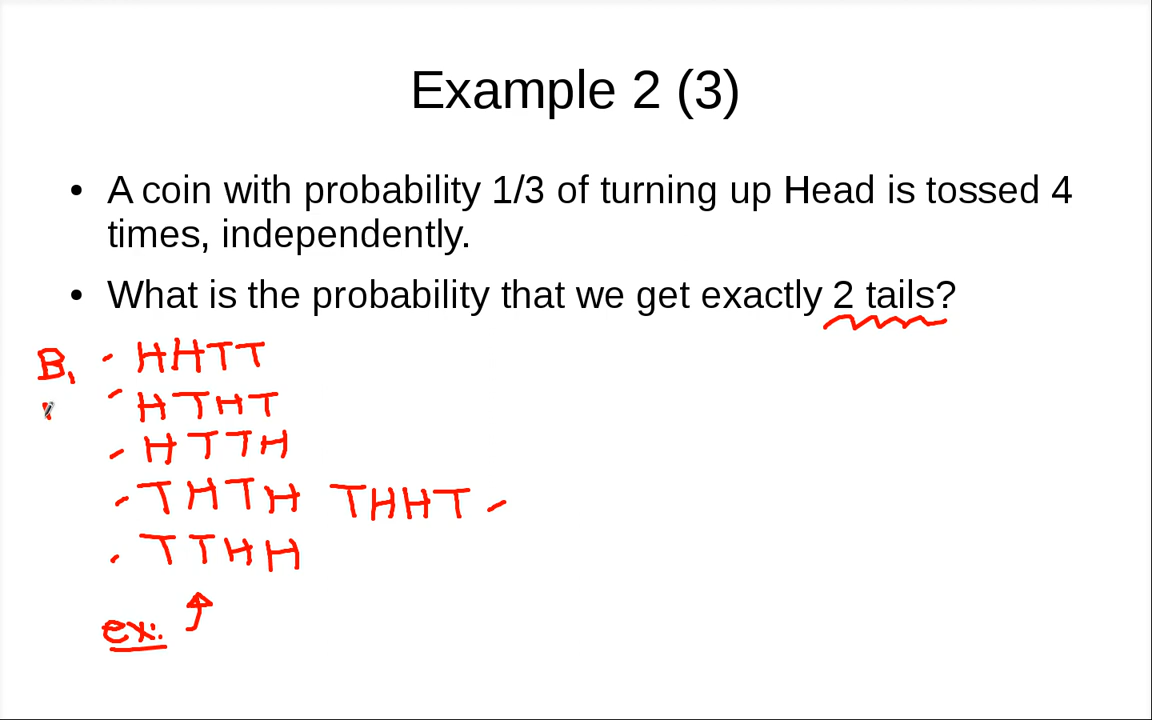 Example 2 (3)
• A coin with probability 1/3 of turning up Head is tossed 4
times, independently.
• What is the probability that we get exactly 2 tails?
B₁ - HHTT
- HTHT
- HTTH
- THTH THHT -
- TTHH
ex: